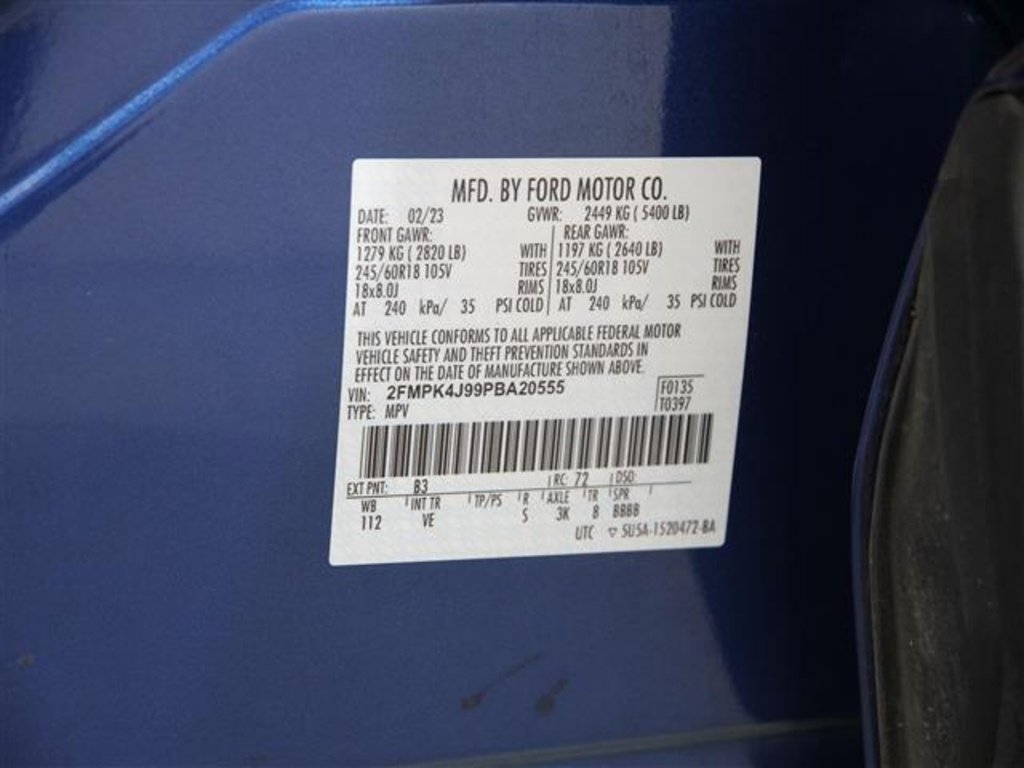 MFD. BY FORD MOTOR CO.
DATE: 02/23 GVWR: 2449 KG ( 5400 LB)
FRONT GAWR: REAR GAWR:
1279 KG ( 2820 LB) WITH 1197 KG ( 2640 LB) WITH
245/60R18 105V TIRES 245/60R18 105V TIRES
18x8.0J RIMS 18x8.0J RIMS
AT 240 kPa/ 35 PSI COLD AT 240 kPa/ 35 PSI COLD
THIS VEHICLE CONFORMS TO ALL APPLICABLE FEDERAL MOTOR
VEHICLE SAFETY AND THEFT PREVENTION STANDARDS IN
EFFECT ON THE DATE OF MANUFACTURE SHOWN ABOVE.
VIN: 2FMPK4J99PBA20555 F0135
TYPE: MPV T0397
EXT PNT: B3 RC: 72 DSO:
WB INT TR TP/PS R AXLE TR SPR
112 VE S 3K 8 BBBB
UTC ▽ 5U5A-1520472-BA